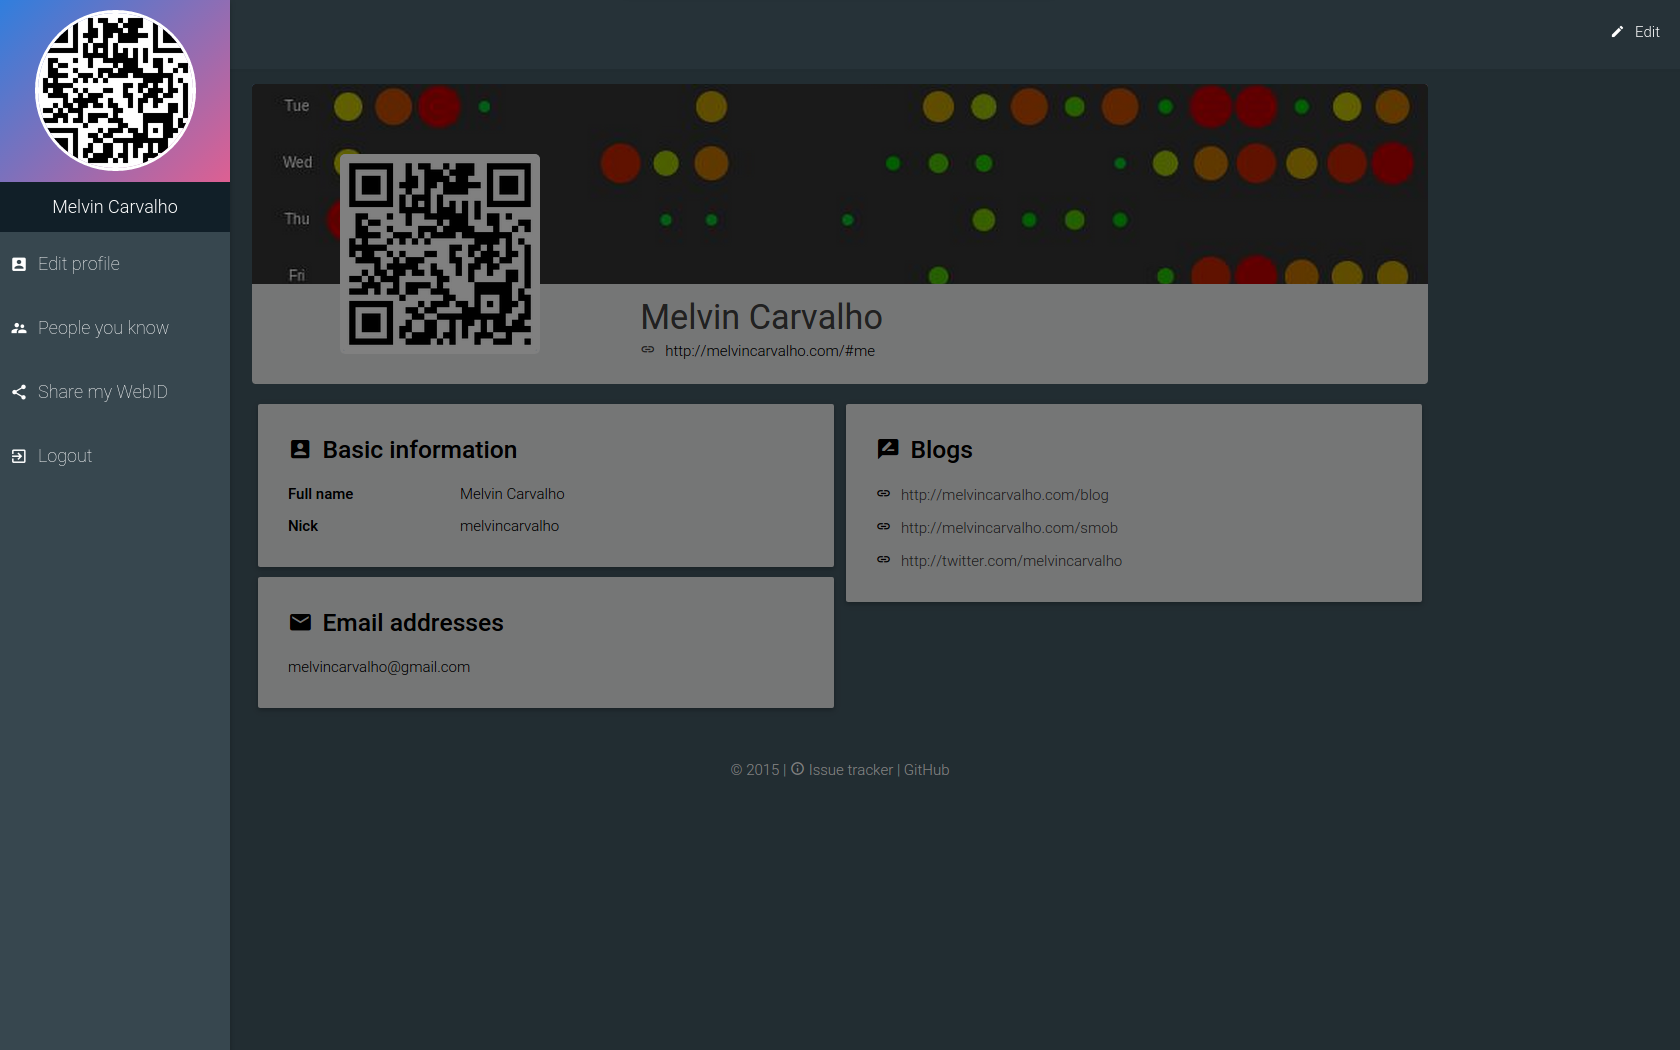 Melvin Carvalho
Edit profile
People you know
Share my WebID
Logout
Edit
Tue
Wed
Thu
Fri
Melvin Carvalho
http://melvincarvalho.com/#me
Basic information
Full name Melvin Carvalho
Nick melvincarvalho
Email addresses
melvincarvalho@gmail.com
Blogs
http://melvincarvalho.com/blog
http://melvincarvalho.com/smob
http://twitter.com/melvincarvalho
© 2015 | Issue tracker | GitHub